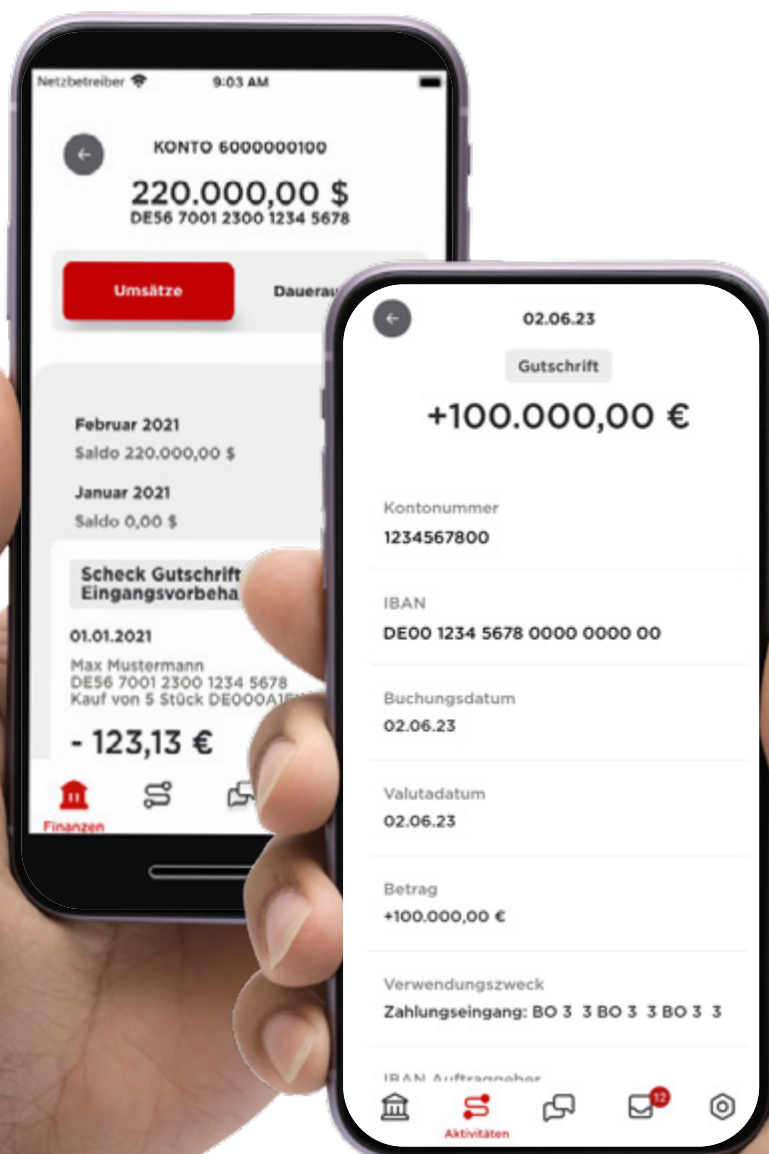 Netzbetreiber
9:03 AM
KONTO 6000000100
220.000,00 $
DE56 7001 2300 1234 5678
Umsätze
Februar 2021
Saldo 220.000,00 $
Januar 2021
Saldo 0,00 $
Scheck Gutschrift
01.01.2021
Max Mustermann
DE56 7001 2300 1234 5678
Kauf von 5 Stück
- 123,13 €
Finanzen
02.06.23
Gutschrift
+100.000,00 €
Kontonummer
1234567800
IBAN
DE00 1234 5678 0000 0000 00
Buchungsdatum
02.06.23
Valutadatum
02.06.23
Betrag
+100.000,00 €
Verwendungszweck
Zahlungseingang: BO 3 3 BO 3 3 BO 3 3
IBAN Auftraggeber
12
Aktivitäten